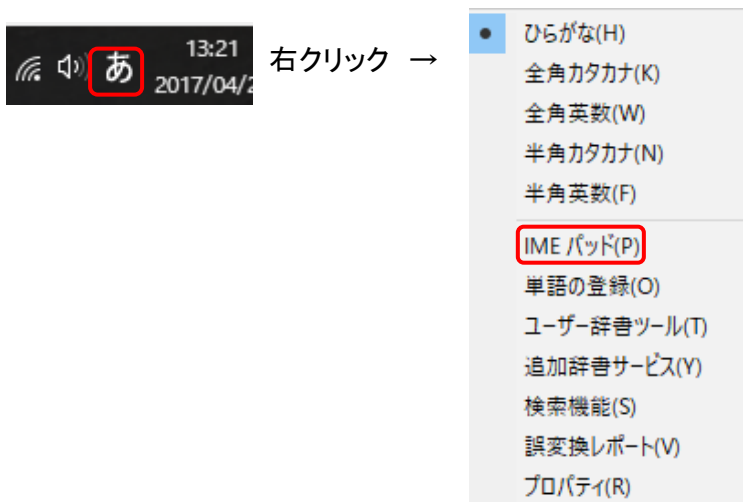 あ
13:21
2017/04/2
右クリック →
ひらがな(H)
全角カタカナ(K)
全角英数(W)
半角カタカナ(N)
半角英数(F)
IME パッド(P)
単語の登録(O)
ユーザー辞書ツール(T)
追加辞書サービス(Y)
検索機能(S)
誤変換レポート(V)
プロパティ(R)